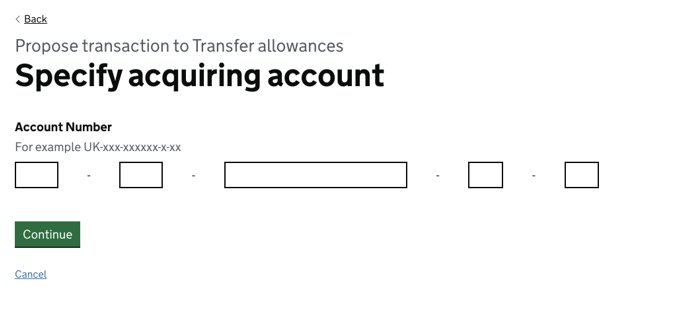 Back
Propose transaction to Transfer allowances
Specify acquiring account
Account Number
For example UK-xxx-xxxxxx-x-xx
- - - -
Continue
Cancel